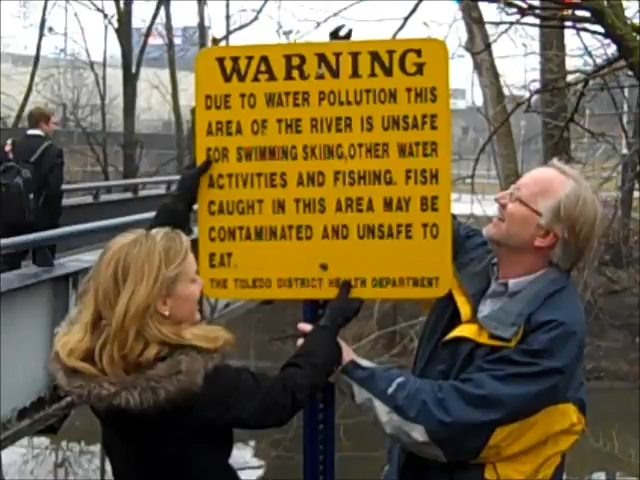 WARNING
DUE TO WATER POLLUTION THIS
AREA OF THE RIVER IS UNSAFE
FOR SWIMMING SKIING,OTHER WATER
ACTIVITIES AND FISHING. FISH
CAUGHT IN THIS AREA MAY BE
CONTAMINATED AND UNSAFE TO
EAT.
THE TOLEDO DISTRICT HEALTH DEPARTMENT